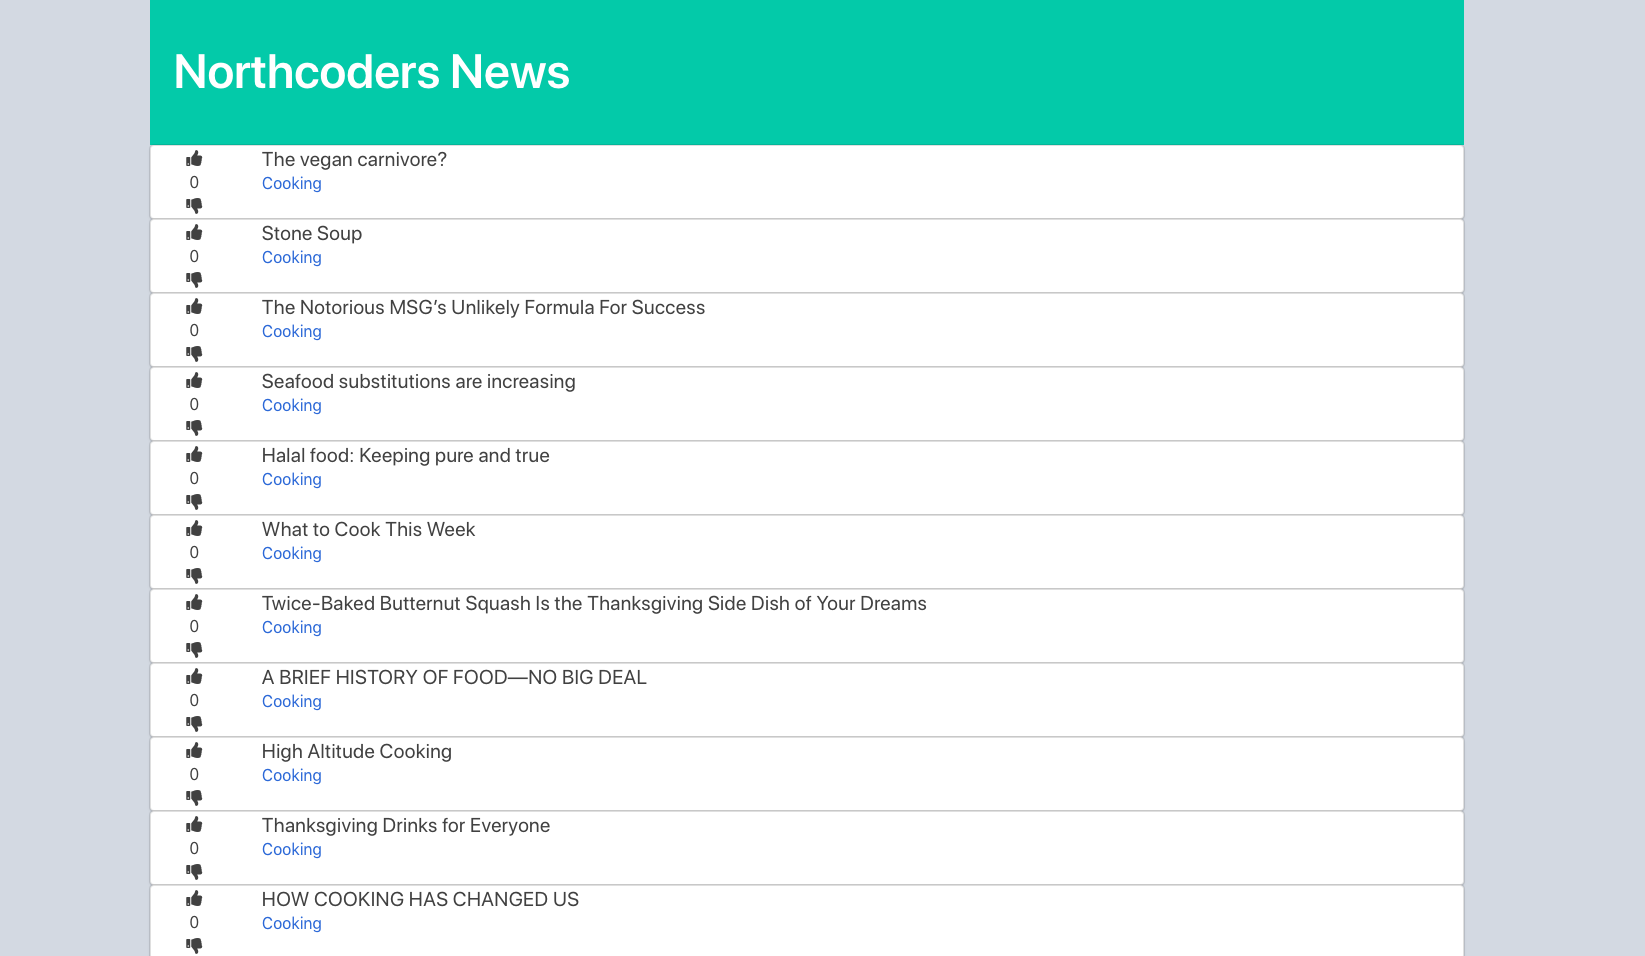 Northcoders News
The vegan carnivore?
0
Cooking
Stone Soup
0
Cooking
The Notorious MSG’s Unlikely Formula For Success
0
Cooking
Seafood substitutions are increasing
0
Cooking
Halal food: Keeping pure and true
0
Cooking
What to Cook This Week
0
Cooking
Twice-Baked Butternut Squash Is the Thanksgiving Side Dish of Your Dreams
0
Cooking
A BRIEF HISTORY OF FOOD—NO BIG DEAL
0
Cooking
High Altitude Cooking
0
Cooking
Thanksgiving Drinks for Everyone
0
Cooking
HOW COOKING HAS CHANGED US
0
Cooking